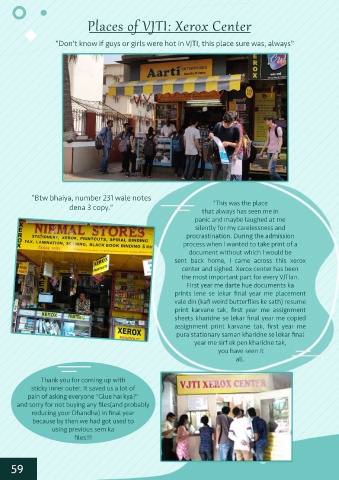 Places of VJTI: Xerox Center
"Don't know if guys or girls were hot in VJTI, this place sure was, always"
Aarti
XEROX
"Btw bhaiya, number 231 wale notes
dena 3 copy."
NIRMAL STORES
STATIONERY, XEROX, PRINTOUTS, SPIRAL BINDING
FAX, LAMINATION, SCANING, BLACK BOOK BINDING &
XEROX
XEROX
XEROX
"This was the place
that always has seen me in
panic and maybe laughed at me
silently for my carelessness and
procrastination. During the admission
process when I wanted to take print of a
document without which I would be
sent back home, I came across this xerox
center and sighed. Xerox center has been
the most important part for every VJTIan.
First year me darte hue documents ka
prints lene se lekar final year me placement
vale din (kafi weird butterflies ke sath) resume
print karvane tak, first year me assignment
sheets kharidne se lekar final year me copied
assignment print karvane tak, first year me
pura stationary saman kharidne se lekar final
year me sirf ek pen kharidne tak,
you have seen it
all.
Thank you for coming up with
sticky inner outer. It saved us a lot of
pain of asking everyone "Glue hai kya?"
and sorry for not buying any files(and probably
reducing your Dhandha) in final year
because by then we had got used to
using previous sem ka
files!!!
VJTI XEROX CENTER
59